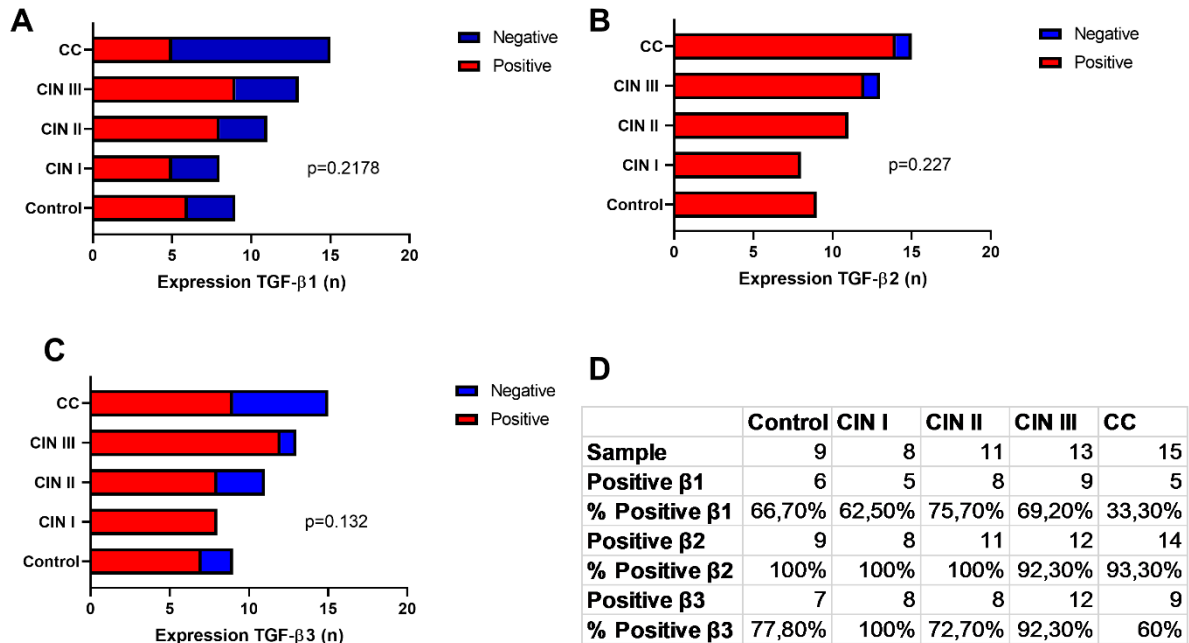 A
CC
CIN III
CIN II
CIN I
Control
Negative
Positive
p=0.2178
0 5 10 15 20
Expression TGF-β1 (n)
B
CC
CIN III
CIN II
CIN I
Control
Negative
Positive
p=0.227
0 5 10 15 20
Expression TGF-β2 (n)
C
CC
CIN III
CIN II
CIN I
Control
Negative
Positive
p=0.132
0 5 10 15 20
Expression TGF-β3 (n)
D
Control CIN I CIN II CIN III CC
Sample 9 8 11 13 15
Positive β1 6 5 8 9 5
% Positive β1 66,70% 62,50% 75,70% 69,20% 33,30%
Positive β2 9 8 11 12 14
% Positive β2 100% 100% 100% 92,30% 93,30%
Positive β3 7 8 8 12 9
% Positive β3 77,80% 100% 72,70% 92,30% 60%